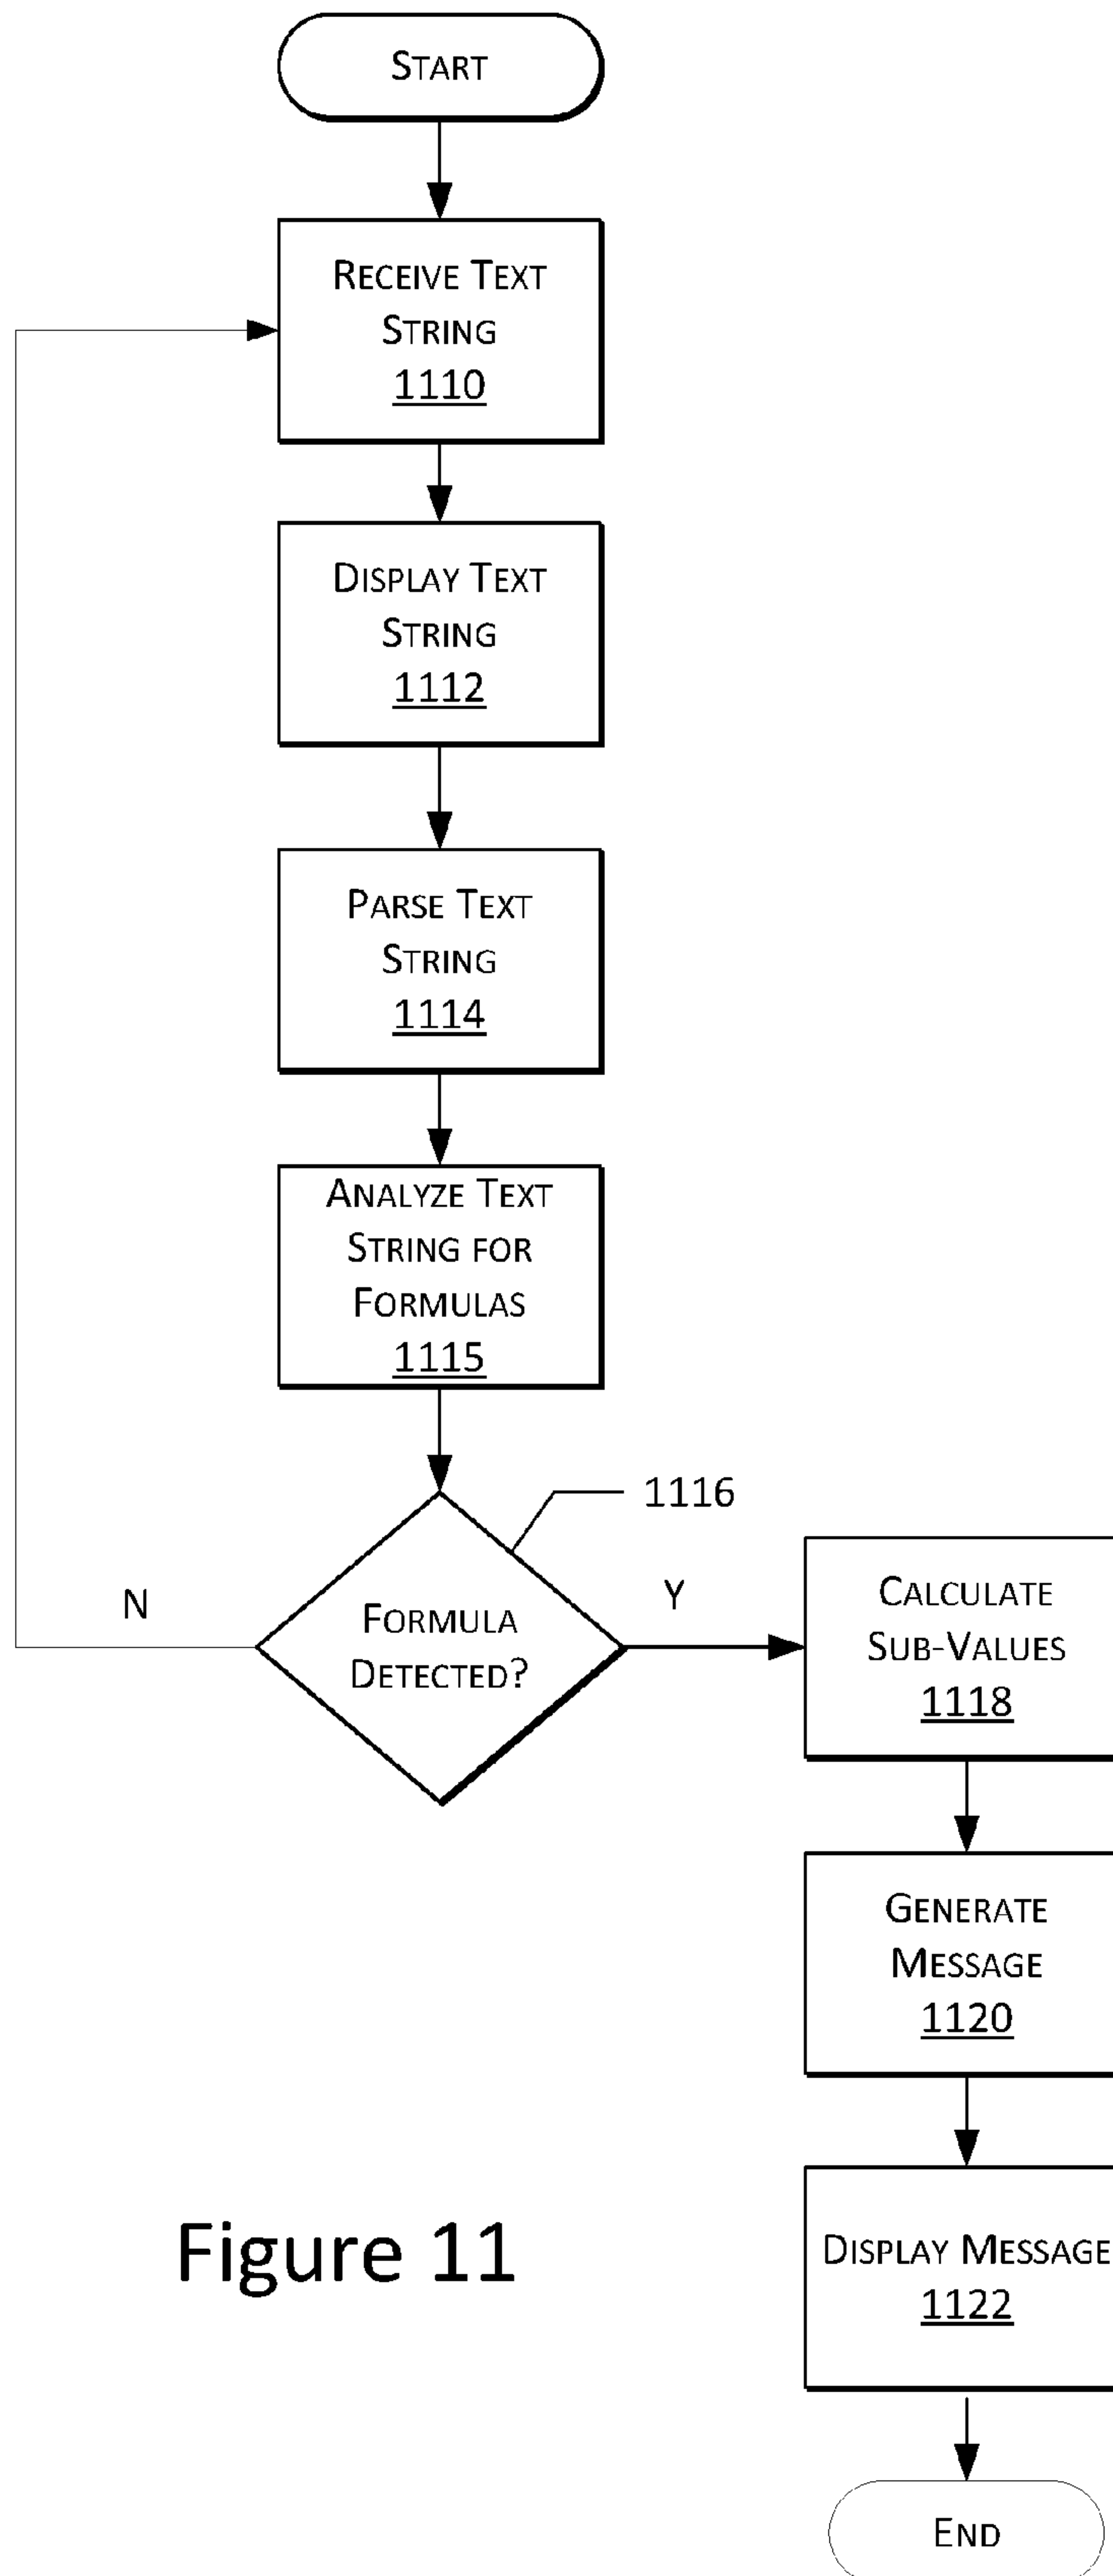 START
RECEIVE TEXT
STRING
1110
DISPLAY TEXT
STRING
1112
PARSE TEXT
STRING
1114
ANALYZE TEXT
STRING FOR
FORMULAS
1115
1116
N
FORMULA
DETECTED?
Y
CALCULATE
SUB-VALUES
1118
GENERATE
MESSAGE
1120
DISPLAY MESSAGE
1122
END
Figure 11